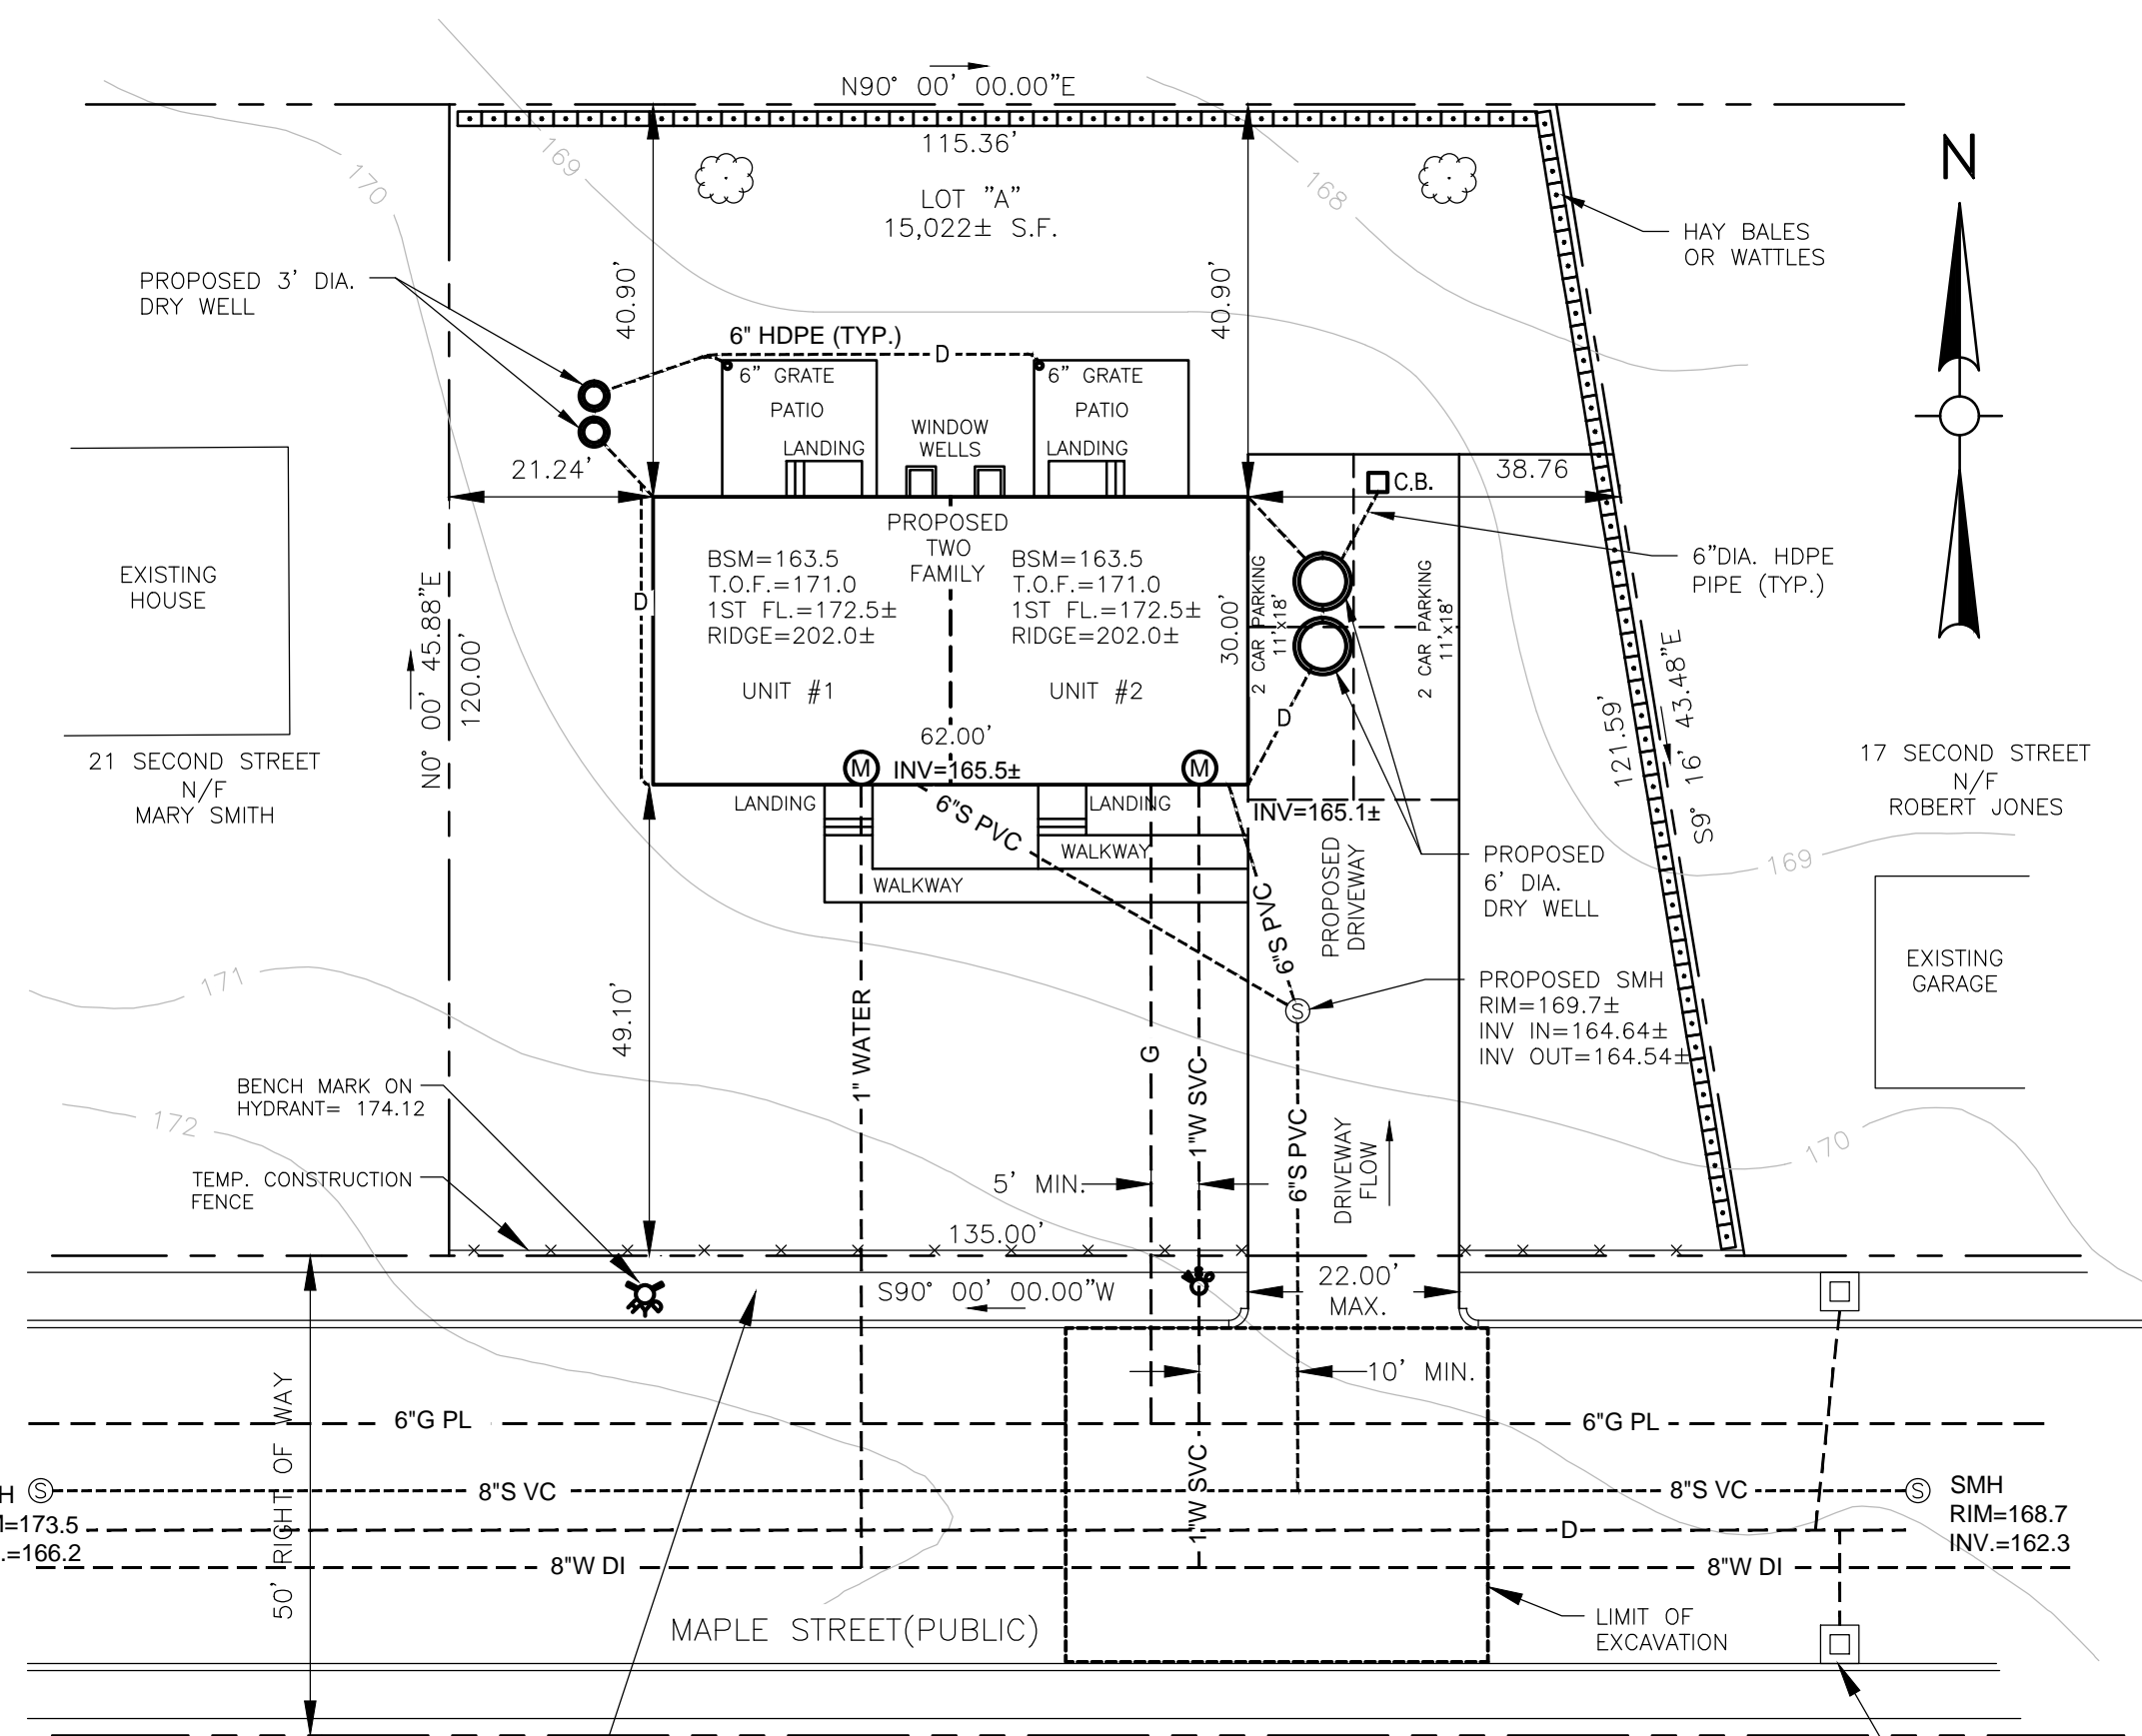 N90° 00' 00.00"E
115.36'
LOT "A"
15,022± S.F.
170
169
168
N
HAY BALES
OR WATTLES
PROPOSED 3' DIA.
DRY WELL
40.90'
40.90'
6" HDPE (TYP.)
D
6" GRATE
PATIO
LANDING
WINDOW
WELLS
6" GRATE
PATIO
LANDING
21.24'
38.76
C.B.
PROPOSED
TWO
FAMILY
BSM=163.5
T.O.F.=171.0
1ST FL.=172.5±
RIDGE=202.0±
UNIT #1
BSM=163.5
T.O.F.=171.0
1ST FL.=172.5±
RIDGE=202.0±
UNIT #2
D
30.00'
2 CAR PARKING
11'x18'
2 CAR PARKING
11'x18'
6"DIA. HDPE
PIPE (TYP.)
EXISTING
HOUSE
N0° 00' 45.88"E
120.00'
121.59'
S9° 16' 43.48"E
21 SECOND STREET
N/F
MARY SMITH
17 SECOND STREET
N/F
ROBERT JONES
62.00'
M
INV=165.5±
M
D
LANDING
6"S PVC
LANDING
INV=165.1±
WALKWAY
WALKWAY
6"S PVC
PROPOSED
DRIVEWAY
PROPOSED
6' DIA.
DRY WELL
169
EXISTING
GARAGE
171
49.10'
1" WATER
G
1"W SVC
S
PROPOSED SMH
RIM=169.7±
INV IN=164.64±
INV OUT=164.54±
BENCH MARK ON
HYDRANT= 174.12
172
TEMP. CONSTRUCTION
FENCE
5' MIN.
6"S PVC
DRIVEWAY
FLOW
170
135.00'
S90° 00' 00.00"W
22.00'
MAX.
10' MIN.
50' RIGHT OF WAY
6"G PL
6"G PL
H S
=173.5
.=166.2
8"S VC
1"W SVC
8"S VC
S
SMH
RIM=168.7
INV.=162.3
D
8"W DI
8"W DI
MAPLE STREET(PUBLIC)
LIMIT OF
EXCAVATION